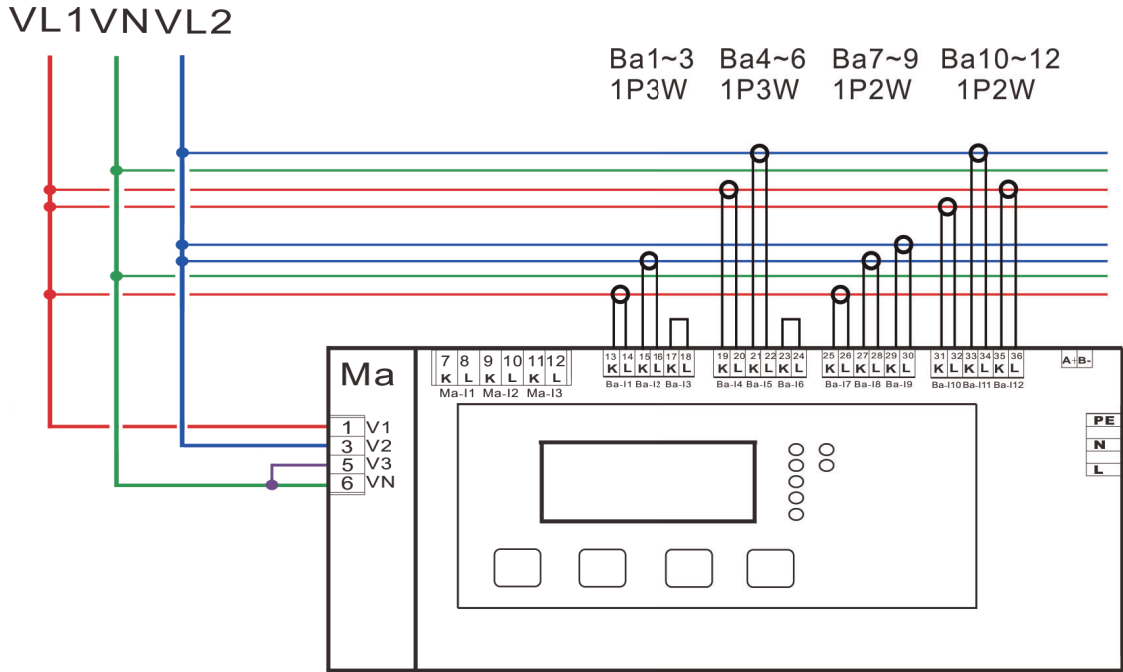 VL1 VN VL2
Ba1~3 Ba4~6 Ba7~9 Ba10~12
1P3W 1P3W 1P2W 1P2W
Ma
7 8 9 10 11 12
K L K L K L
Ma-I1 Ma-I2 Ma-I3
13 14 15 16 17 18
K L K L K L
Ba-I1 Ba-I2 Ba-I3
19 20 21 22 23 24
K L K L K L
Ba-I4 Ba-I5 Ba-I6
25 26 27 28 29 30
K L K L K L
Ba-I7 Ba-I8 Ba-I9
31 32 33 34 35 36
K L K L K L
Ba-I10 Ba-I11 Ba-I12
A+ B-
1 V1
3 V2
5 V3
6 VN
PE
N
L